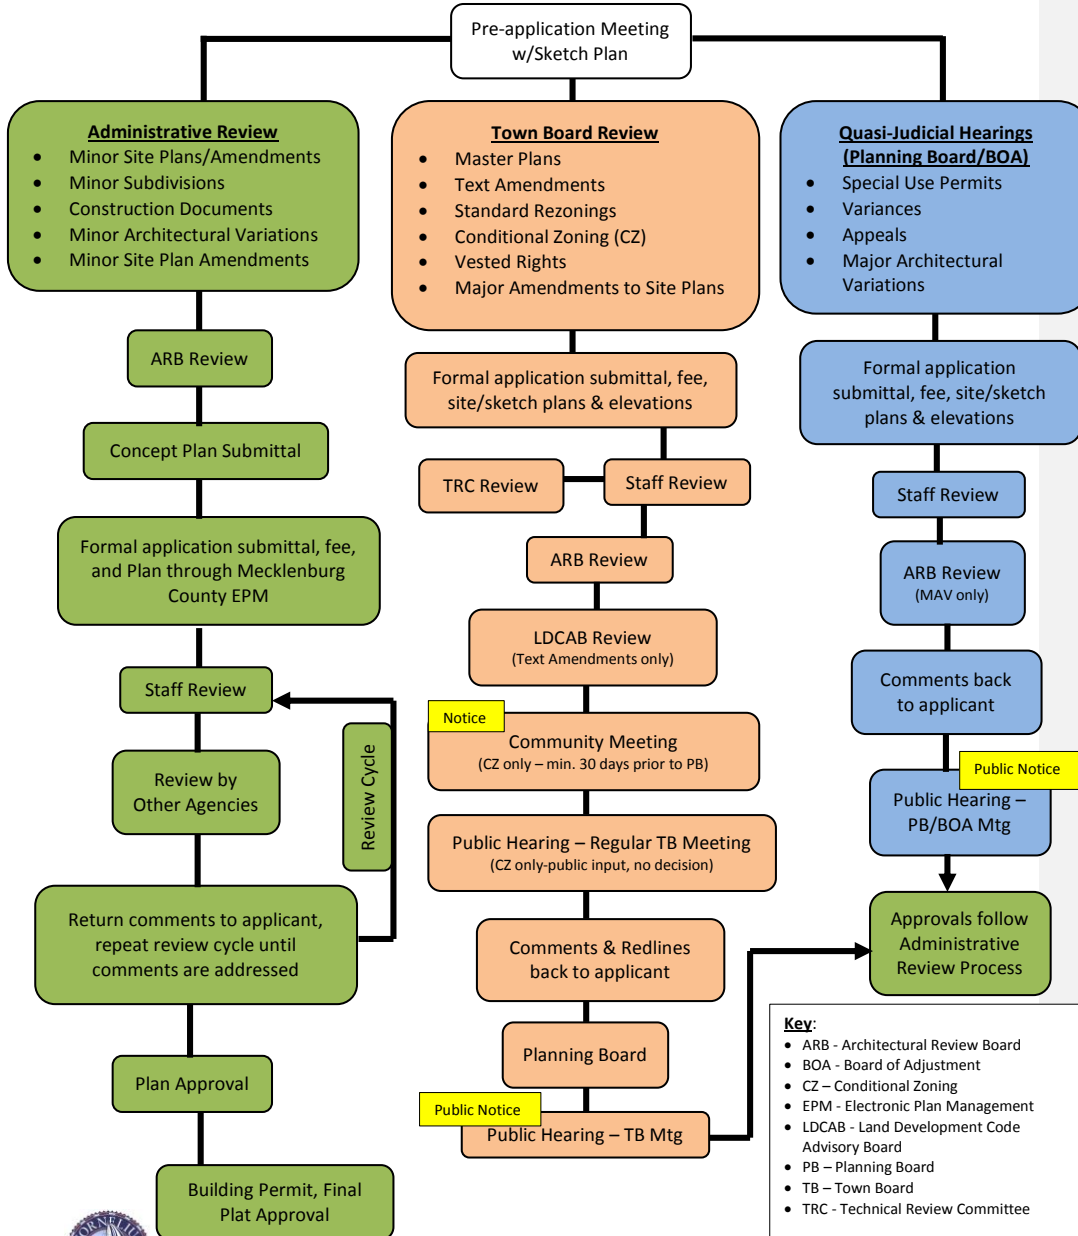 Pre-application Meeting
w/Sketch Plan
Administrative Review
• Minor Site Plans/Amendments
• Minor Subdivisions
• Construction Documents
• Minor Architectural Variations
• Minor Site Plan Amendments
ARB Review
Concept Plan Submittal
Formal application submittal, fee,
and Plan through Mecklenburg
County EPM
Staff Review
Review by
Other Agencies
Review Cycle
Return comments to applicant,
repeat review cycle until
comments are addressed
Plan Approval
Building Permit, Final
Plat Approval
Town Board Review
• Master Plans
• Text Amendments
• Standard Rezonings
• Conditional Zoning (CZ)
• Vested Rights
• Major Amendments to Site Plans
Formal application submittal, fee,
site/sketch plans & elevations
TRC Review
Staff Review
ARB Review
LDCAB Review
(Text Amendments only)
Notice
Community Meeting
(CZ only – min. 30 days prior to PB)
Public Hearing – Regular TB Meeting
(CZ only-public input, no decision)
Comments & Redlines
back to applicant
Planning Board
Public Notice
Public Hearing – TB Mtg
Quasi-Judicial Hearings
(Planning Board/BOA)
• Special Use Permits
• Variances
• Appeals
• Major Architectural
Variations
Formal application
submittal, fee, site/sketch
plans & elevations
Staff Review
ARB Review
(MAV only)
Comments back
to applicant
Public Notice
Public Hearing –
PB/BOA Mtg
Approvals follow
Administrative
Review Process
Key:
• ARB - Architectural Review Board
• BOA - Board of Adjustment
• CZ – Conditional Zoning
• EPM - Electronic Plan Management
• LDCAB - Land Development Code
Advisory Board
• PB – Planning Board
• TB – Town Board
• TRC - Technical Review Committee